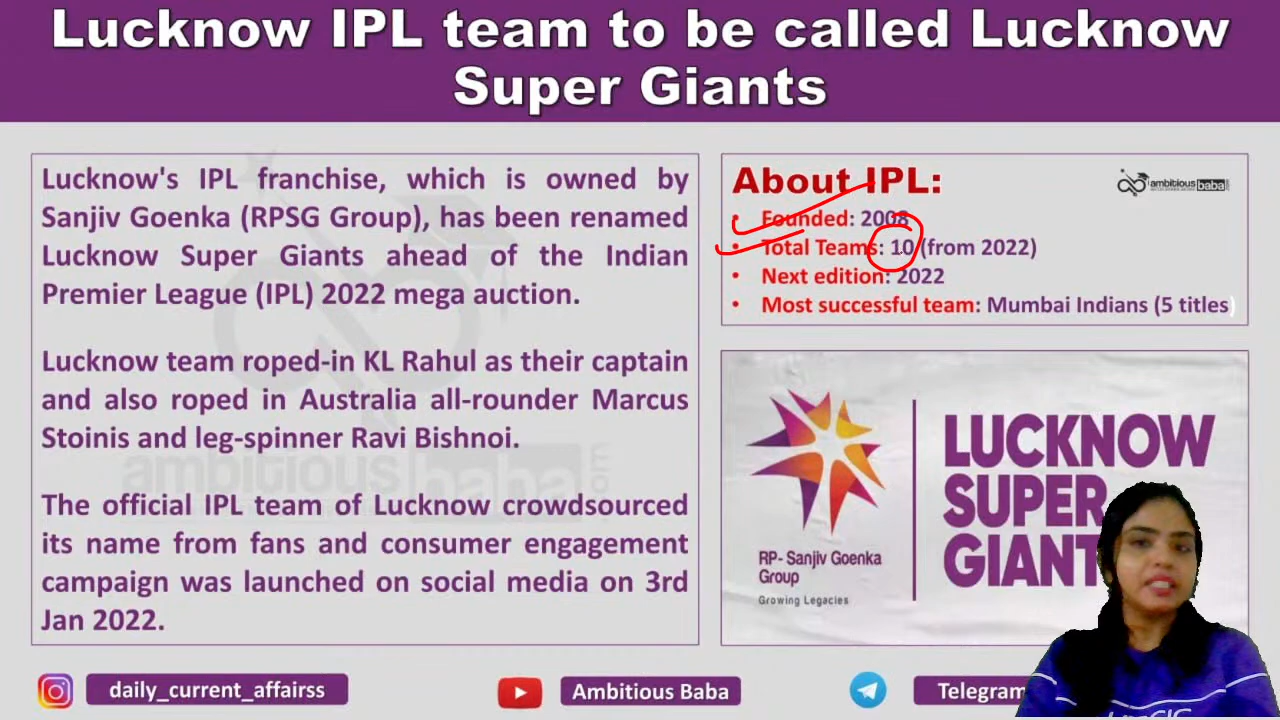 Lucknow IPL team to be called Lucknow
Super Giants
Lucknow's IPL franchise, which is owned by
Sanjiv Goenka (RPSG Group), has been renamed
Lucknow Super Giants ahead of the Indian
Premier League (IPL) 2022 mega auction.
Lucknow team roped-in KL Rahul as their captain
and also roped in Australia all-rounder Marcus
Stoinis and leg-spinner Ravi Bishnoi.
The official IPL team of Lucknow crowdsourced
its name from fans and consumer engagement
campaign was launched on social media on 3rd
Jan 2022.
ambitious baba.com
About IPL:
ambitious baba
• Founded: 2008
• Total Teams: 10 (from 2022)
• Next edition: 2022
• Most successful team: Mumbai Indians (5 titles)
RP- Sanjiv Goenka
Group
Growing Legacies
LUCKNOW
SUPER
GIANT
daily_current_affairss
Ambitious Baba
Telegram